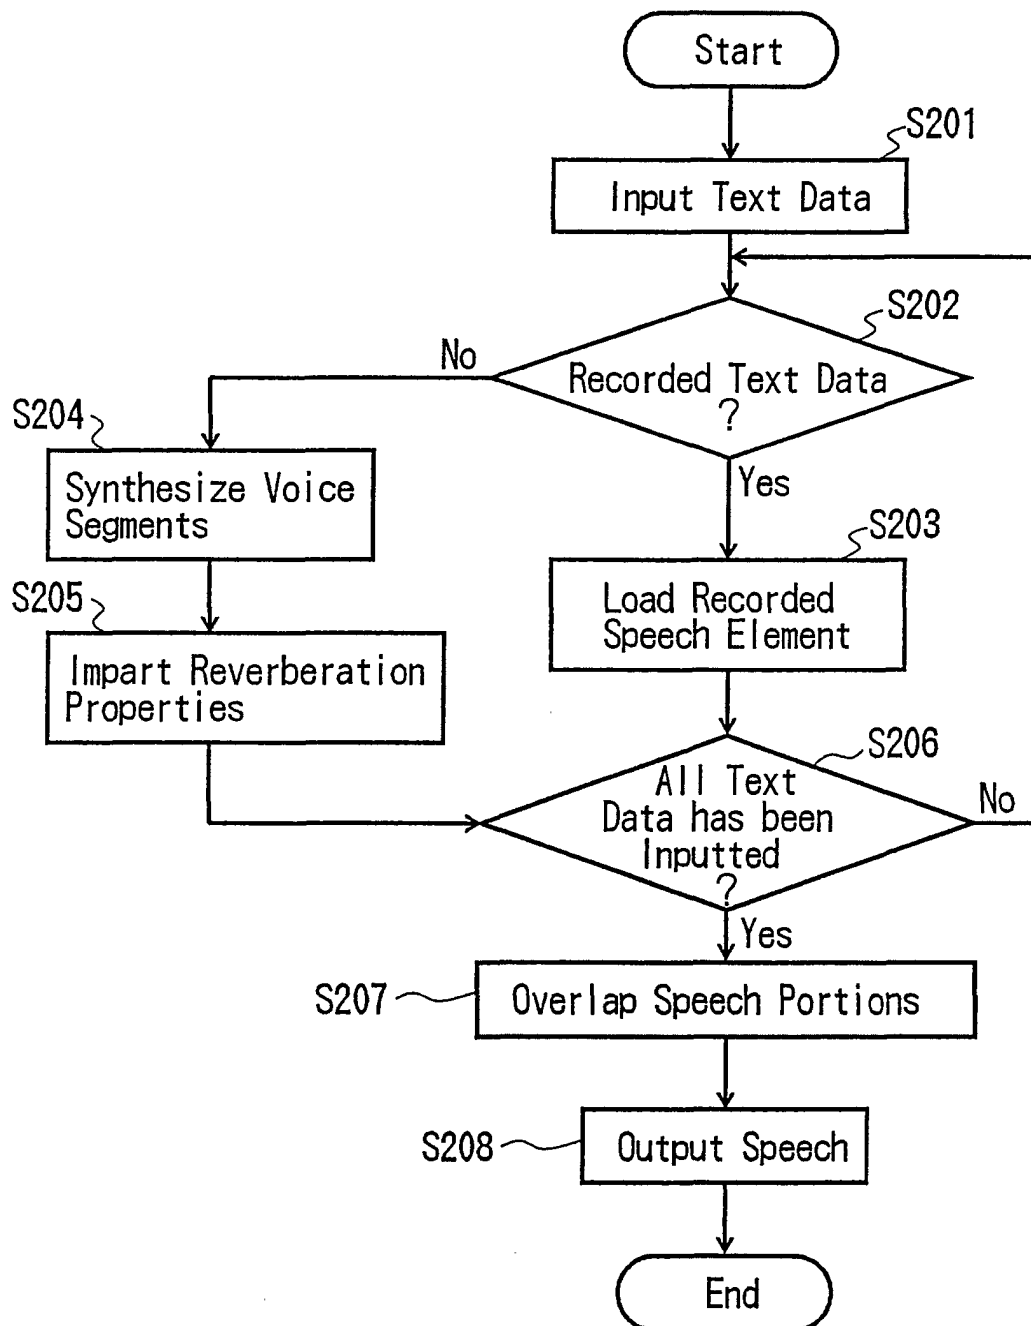 Start
S201
Input Text Data
S202
No
Recorded Text Data
?
S204
Yes
Synthesize Voice
Segments
S203
Load Recorded
Speech Element
S205
Impart Reverberation
Properties
S206
All Text
No
Data has been
Inputted
?
Yes
S207
Overlap Speech Portions
S208
Output Speech
End